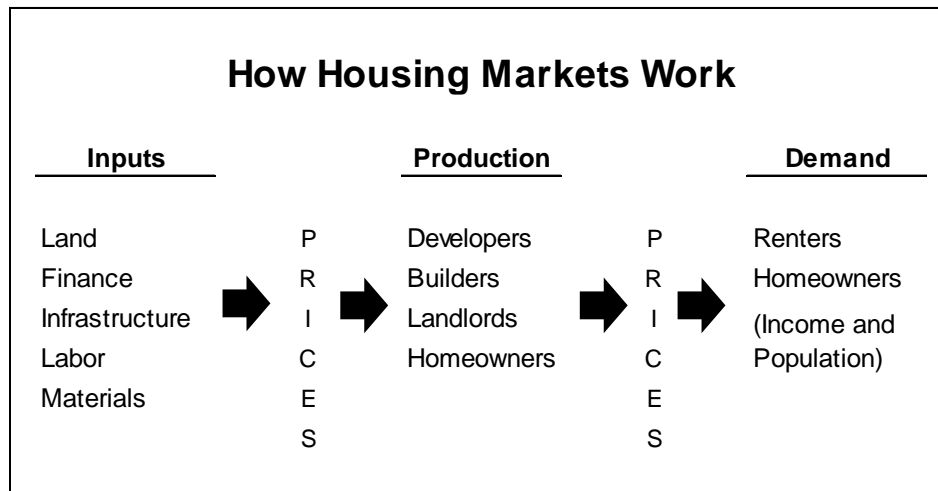 How Housing Markets Work
Inputs
Land
Finance
Infrastructure
Labor
Materials
P
R
I
C
E
S
Production
Developers
Builders
Landlords
Homeowners
P
R
I
C
E
S
Demand
Renters
Homeowners
(Income and
Population)